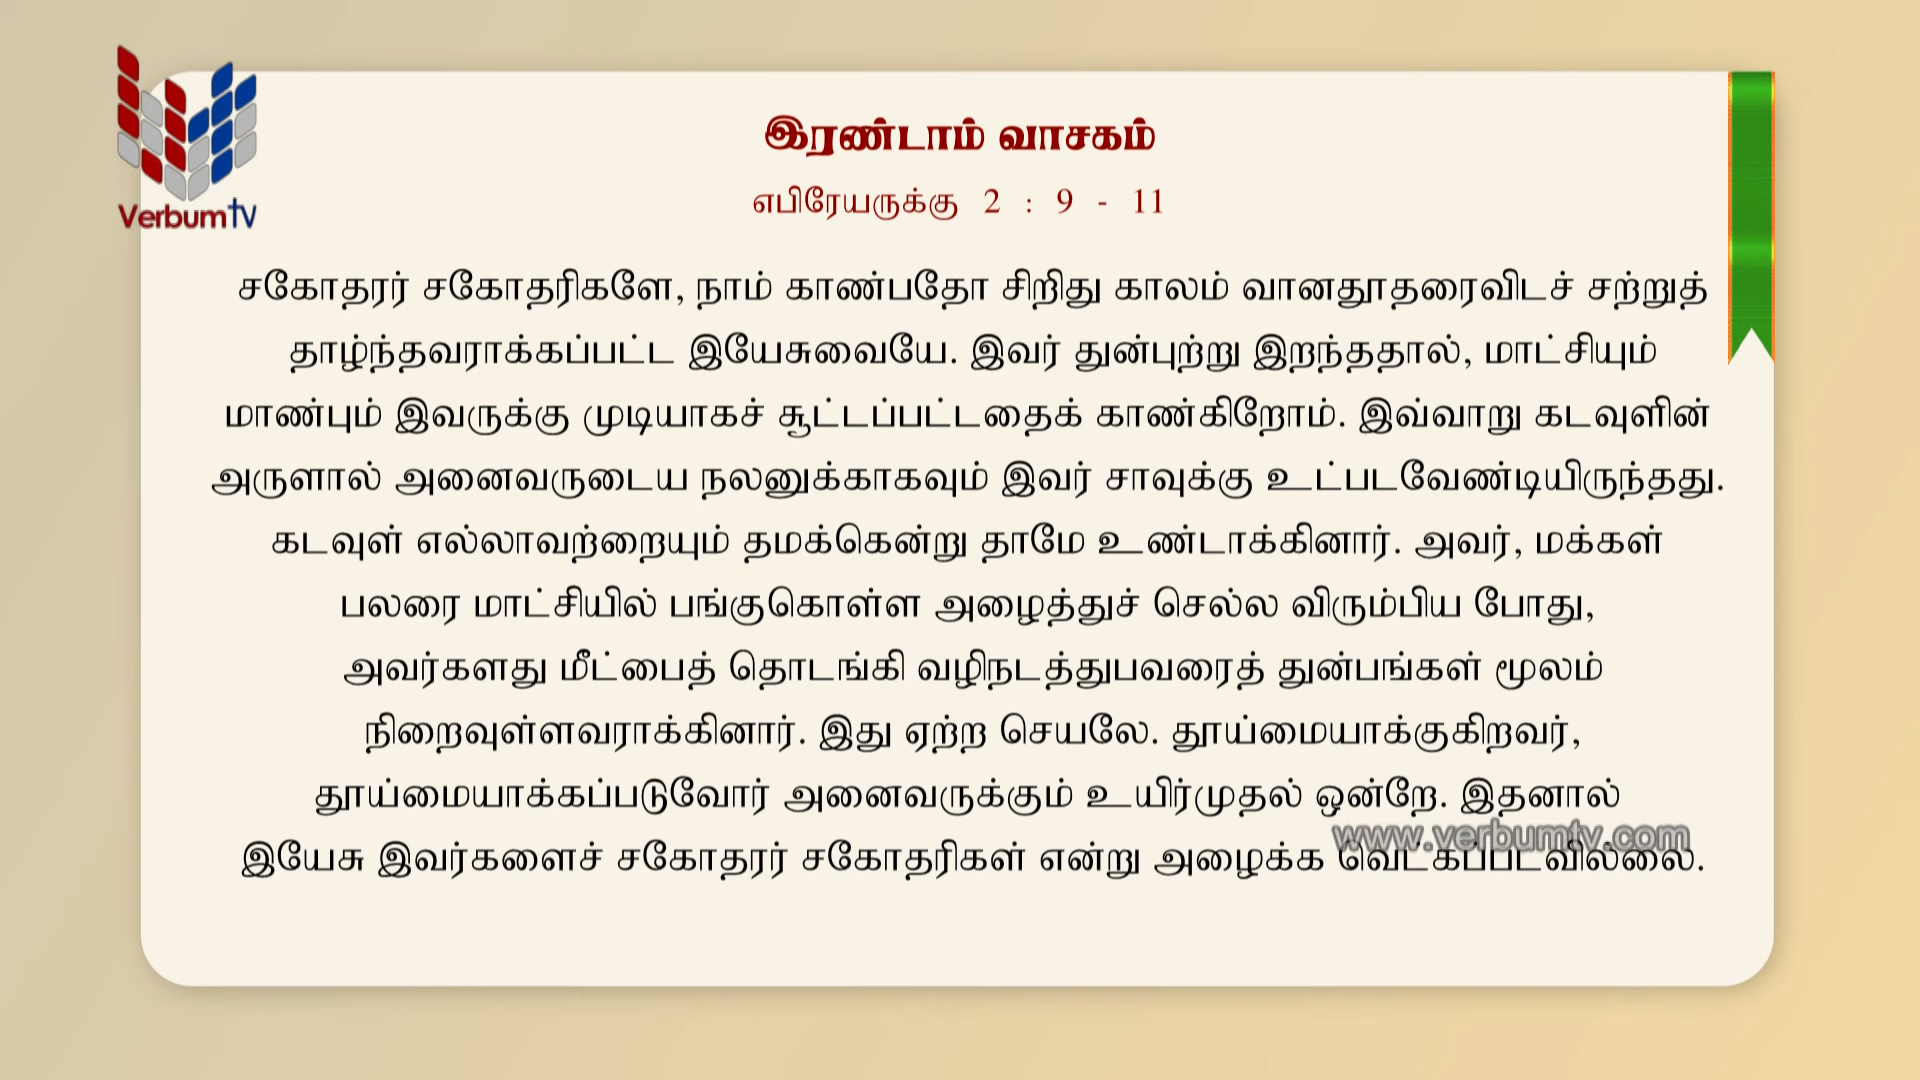 VerbumTV
இரண்டாம் வாசகம்
எபிரேயருக்கு 2 : 9 - 11
சகோதரர் சகோதரிகளே, நாம் காண்பதோ சிறிது காலம் வானதூதரைவிடச் சற்றுத்
தாழ்ந்தவராக்கப்பட்ட இயேசுவையே. இவர் துன்புற்று இறந்ததால், மாட்சியும்
மாண்பும் இவருக்கு முடியாகச் சூட்டப்பட்டதைக் காண்கிறோம். இவ்வாறு கடவுளின்
அருளால் அனைவருடைய நலனுக்காகவும் இவர் சாவுக்கு உட்படவேண்டியிருந்தது.
கடவுள் எல்லாவற்றையும் தமக்கென்று தாமே உண்டாக்கினார். அவர், மக்கள்
பலரை மாட்சியில் பங்குகொள்ள அழைத்துச் செல்ல விரும்பிய போது,
அவர்களது மீட்பைத் தொடங்கி வழிநடத்துபவரைத் துன்பங்கள் மூலம்
நிறைவுள்ளவராக்கினார். இது ஏற்ற செயலே. தூய்மையாக்குகிறவர்,
தூய்மையாக்கப்படுவோர் அனைவருக்கும் உயிர்முதல் ஒன்றே. இதனால்
www.verbumtv.com
இயேசு இவர்களைச் சகோதரர் சகோதரிகள் என்று அழைக்க வெட்கப்படவில்லை.